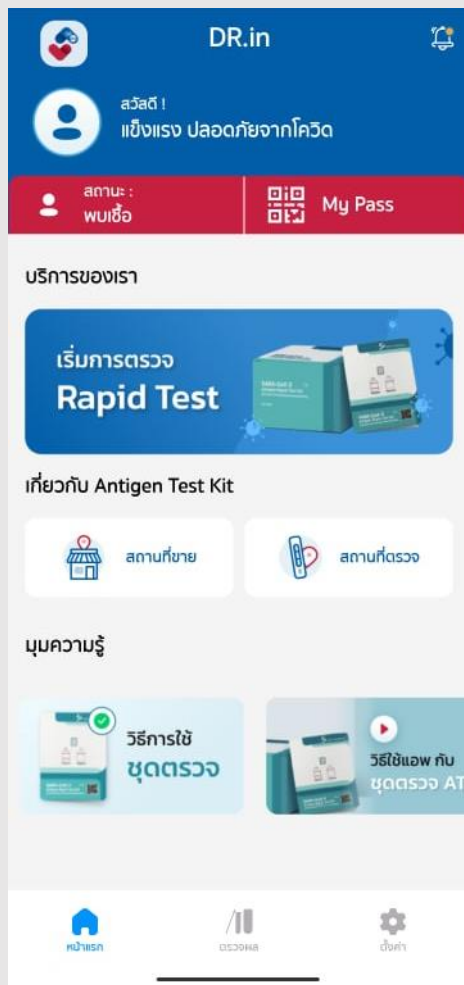 DR.in
สวัสดี !
แข็งแรง ปลอดภัยจากโควิด
สถานะ :
พบเชื้อ
My Pass
บริการของเรา
เริ่มการตรวจ
Rapid Test
เกี่ยวกับ Antigen Test Kit
สถานที่ขาย
สถานที่ตรวจ
มุมความรู้
วิธีการใช้
ชุดตรวจ
วิธีใช้แอพ กับ
ชุดตรวจ AT
หน้าแรก
ตรวจผล
ตั้งค่า